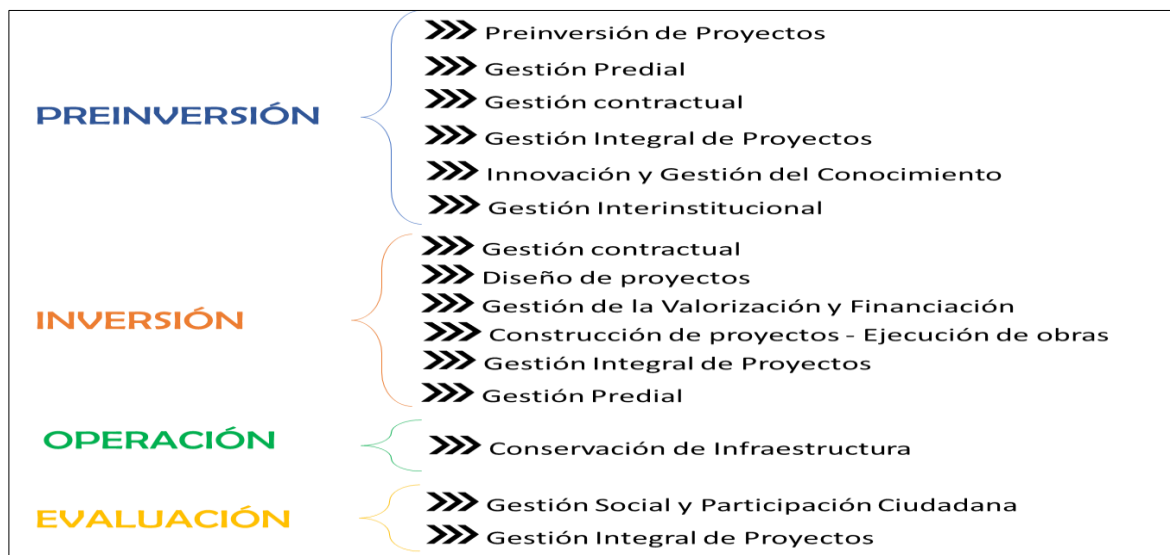 PREINVERSIÓN
Preinversión de Proyectos
Gestión Predial
Gestión contractual
Gestión Integral de Proyectos
Innovación y Gestión del Conocimiento
Gestión Interinstitucional
INVERSIÓN
Gestión contractual
Diseño de proyectos
Gestión de la Valorización y Financiación
Construcción de proyectos - Ejecución de obras
Gestión Integral de Proyectos
Gestión Predial
OPERACIÓN
Conservación de Infraestructura
EVALUACIÓN
Gestión Social y Participación Ciudadana
Gestión Integral de Proyectos